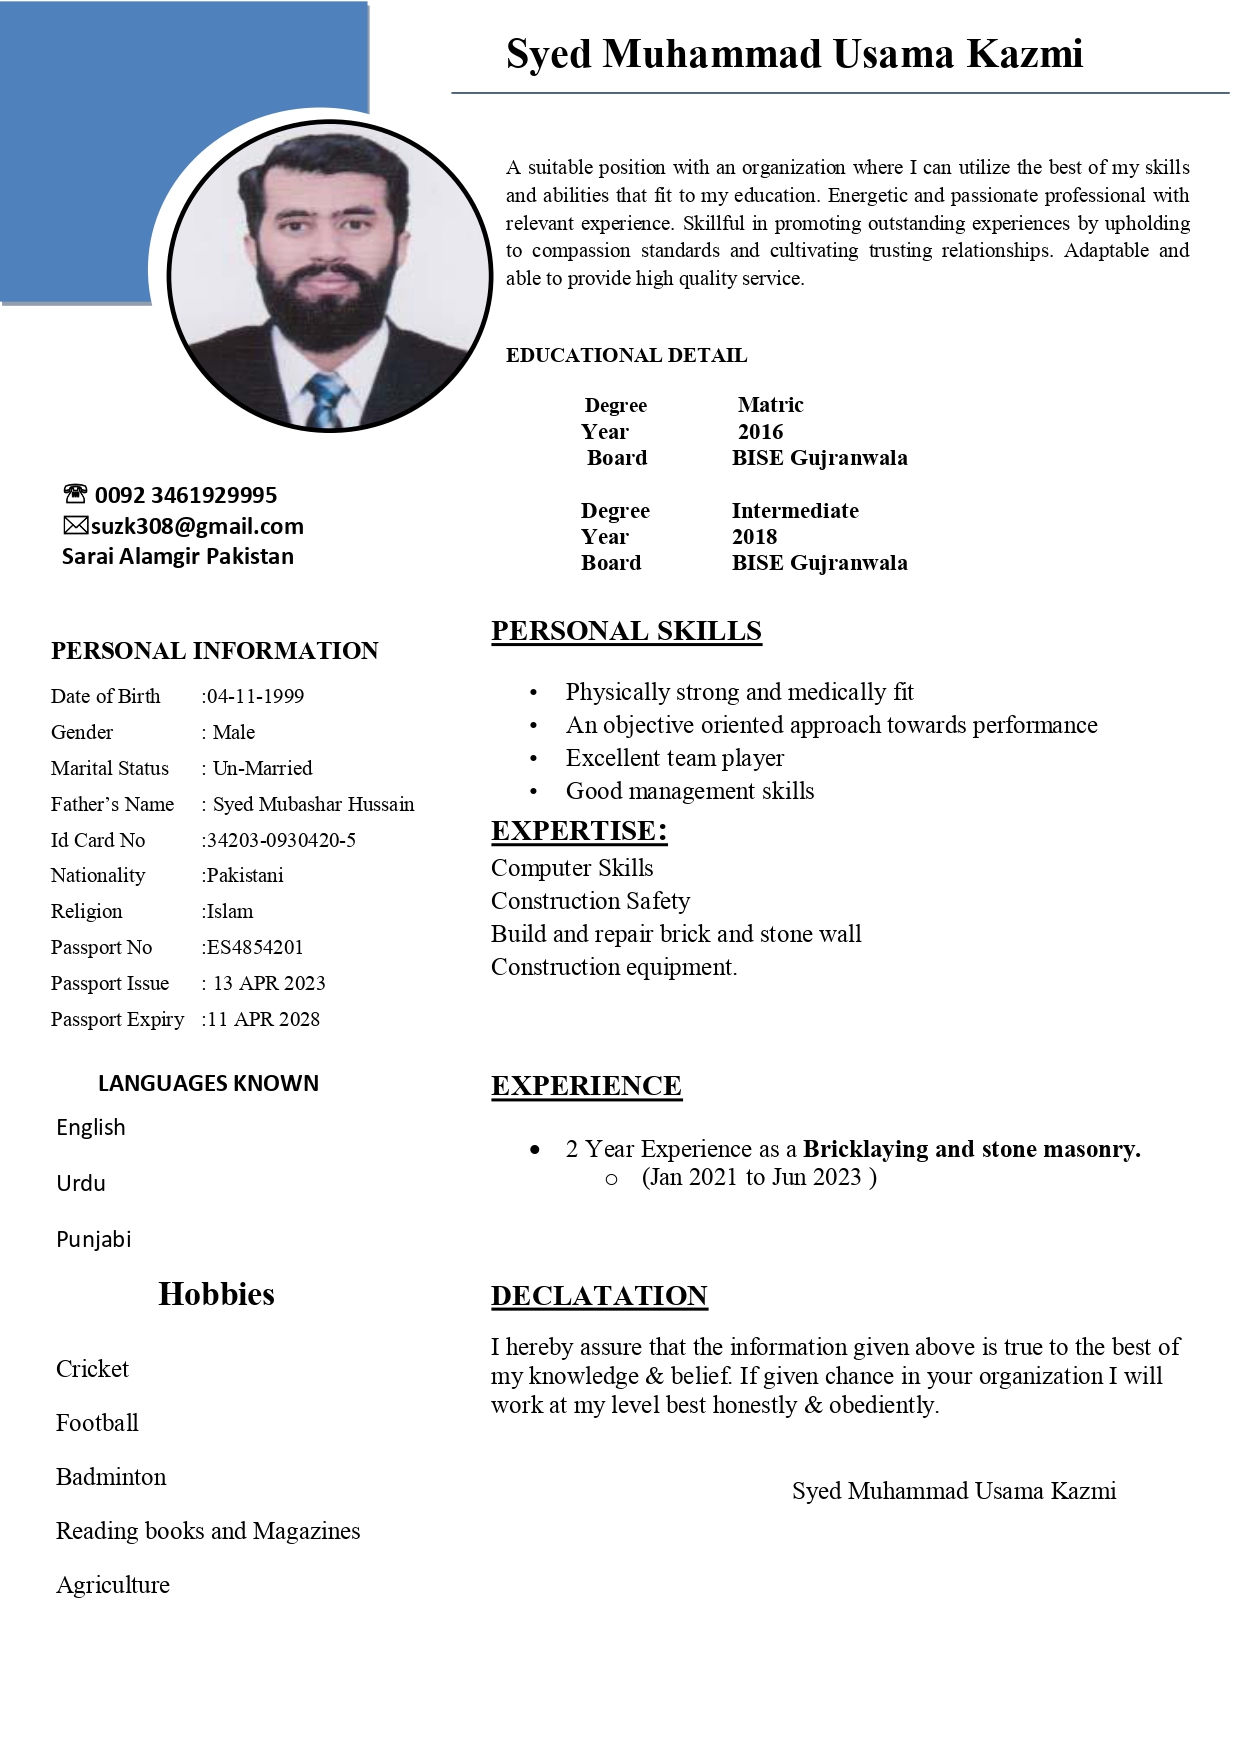 Syed Muhammad Usama Kazmi
A suitable position with an organization where I can utilize the best of my skills
and abilities that fit to my education. Energetic and passionate professional with
relevant experience. Skillful in promoting outstanding experiences by upholding
to compassion standards and cultivating trusting relationships. Adaptable and
able to provide high quality service.
EDUCATIONAL DETAIL
Degree Matric
Year 2016
Board BISE Gujranwala
Degree Intermediate
Year 2018
Board BISE Gujranwala
☎ 0092 3461929995
✉suzk308@gmail.com
Sarai Alamgir Pakistan
PERSONAL INFORMATION
Date of Birth :04-11-1999
Gender : Male
Marital Status : Un-Married
Father’s Name : Syed Mubashar Hussain
Id Card No :34203-0930420-5
Nationality :Pakistani
Religion :Islam
Passport No :ES4854201
Passport Issue : 13 APR 2023
Passport Expiry :11 APR 2028
LANGUAGES KNOWN
English
Urdu
Punjabi
Hobbies
Cricket
Football
Badminton
Reading books and Magazines
Agriculture
PERSONAL SKILLS
• Physically strong and medically fit
• An objective oriented approach towards performance
• Excellent team player
• Good management skills
EXPERTISE:
Computer Skills
Construction Safety
Build and repair brick and stone wall
Construction equipment.
EXPERIENCE
• 2 Year Experience as a Bricklaying and stone masonry.
o (Jan 2021 to Jun 2023 )
DECLATATION
I hereby assure that the information given above is true to the best of
my knowledge & belief. If given chance in your organization I will
work at my level best honestly & obediently.
Syed Muhammad Usama Kazmi